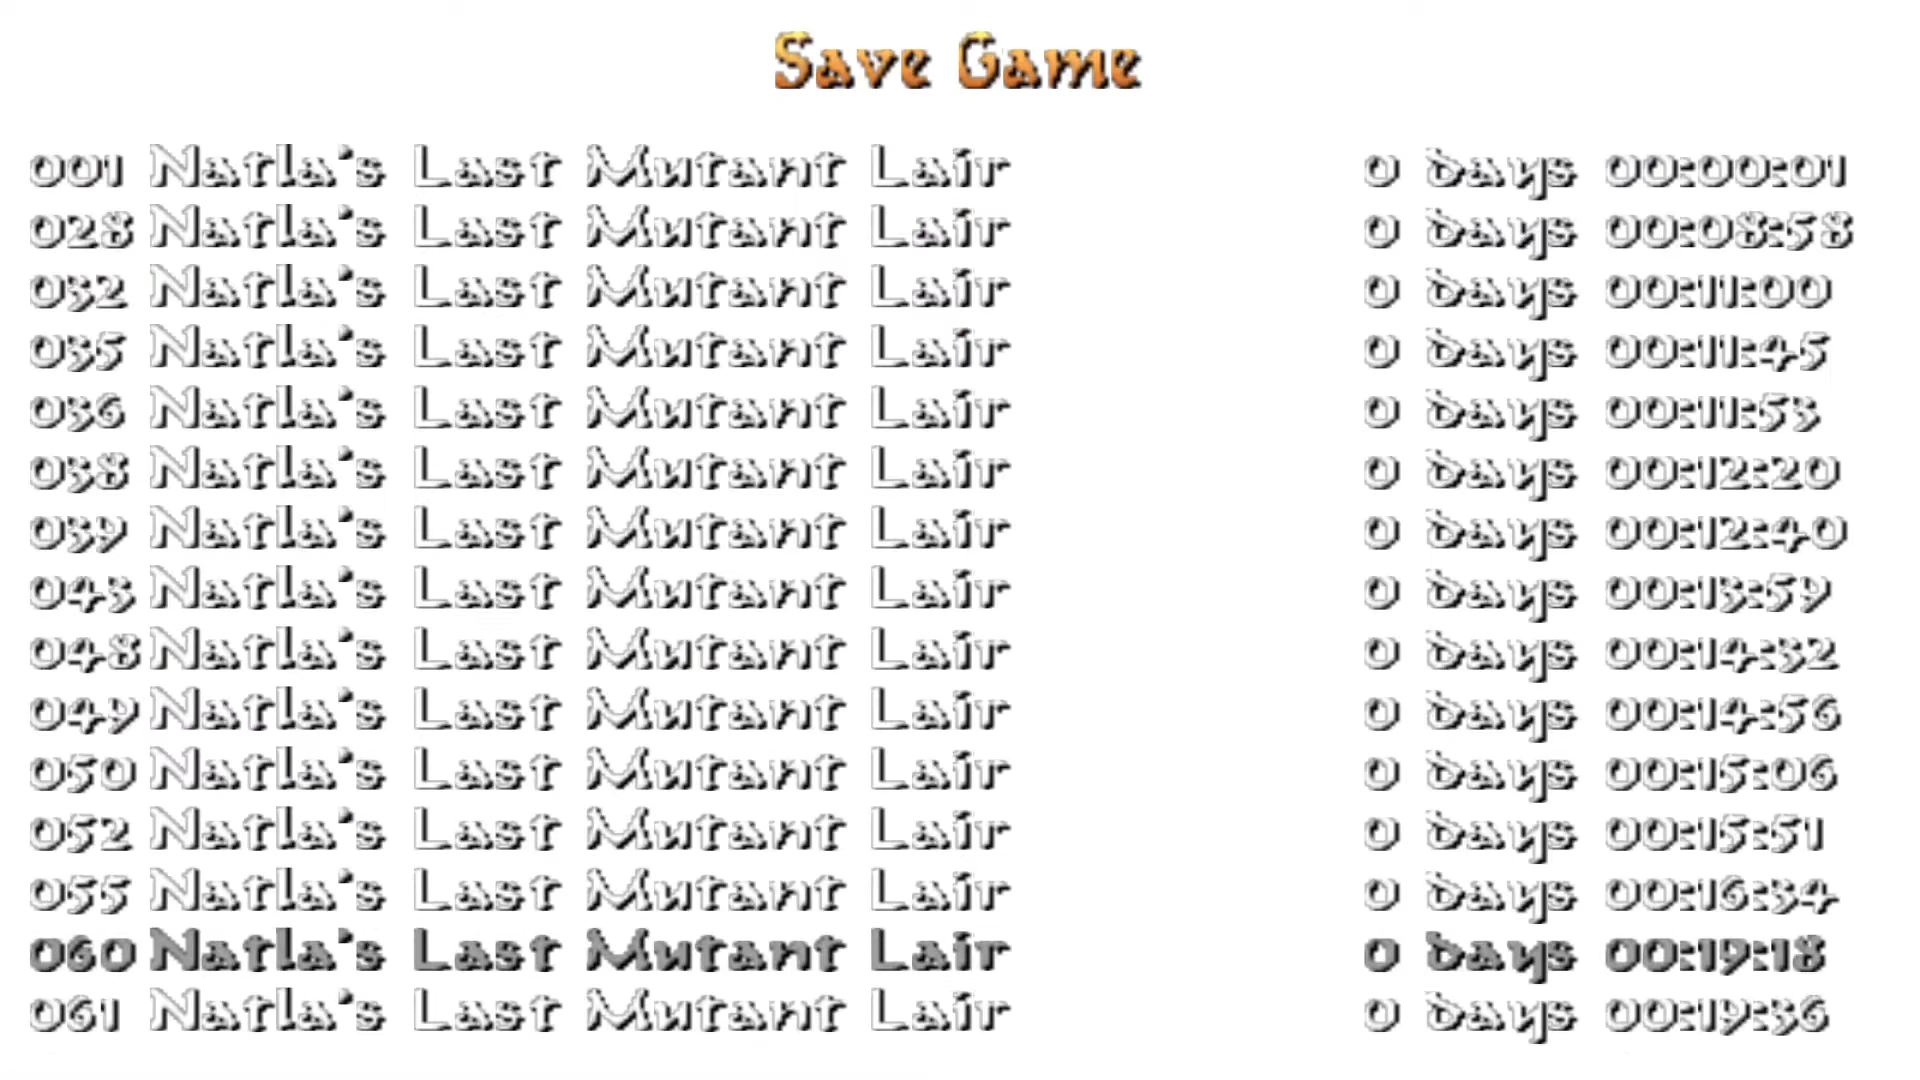 Save Game
001 Natla's Last Mutant Lair 0 days 00:00:01
028 Natla's Last Mutant Lair 0 days 00:08:58
032 Natla's Last Mutant Lair 0 days 00:11:00
035 Natla's Last Mutant Lair 0 days 00:11:45
036 Natla's Last Mutant Lair 0 days 00:11:53
038 Natla's Last Mutant Lair 0 days 00:12:20
039 Natla's Last Mutant Lair 0 days 00:12:40
043 Natla's Last Mutant Lair 0 days 00:13:59
048 Natla's Last Mutant Lair 0 days 00:14:32
049 Natla's Last Mutant Lair 0 days 00:14:56
050 Natla's Last Mutant Lair 0 days 00:15:06
052 Natla's Last Mutant Lair 0 days 00:15:51
055 Natla's Last Mutant Lair 0 days 00:16:34
060 Natla's Last Mutant Lair 0 days 00:19:18
061 Natla's Last Mutant Lair 0 days 00:19:36